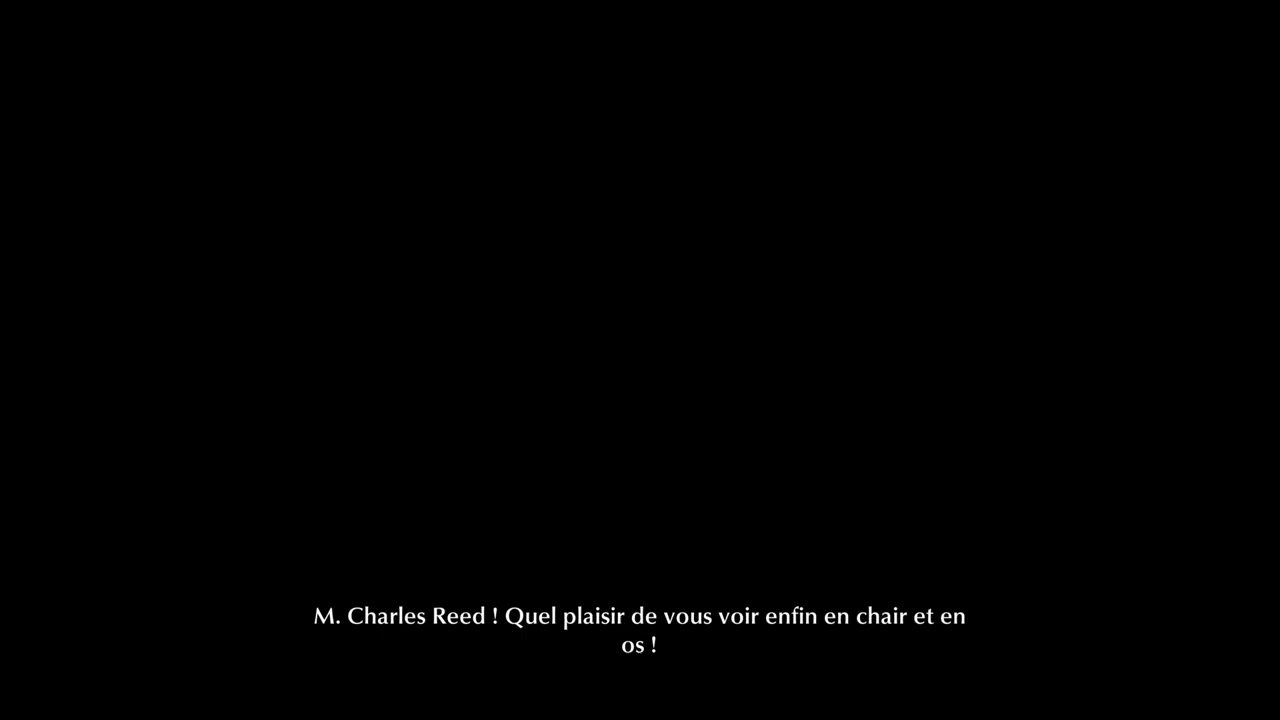 M. Charles Reed ! Quel plaisir de vous voir enfin en chair et en
os !